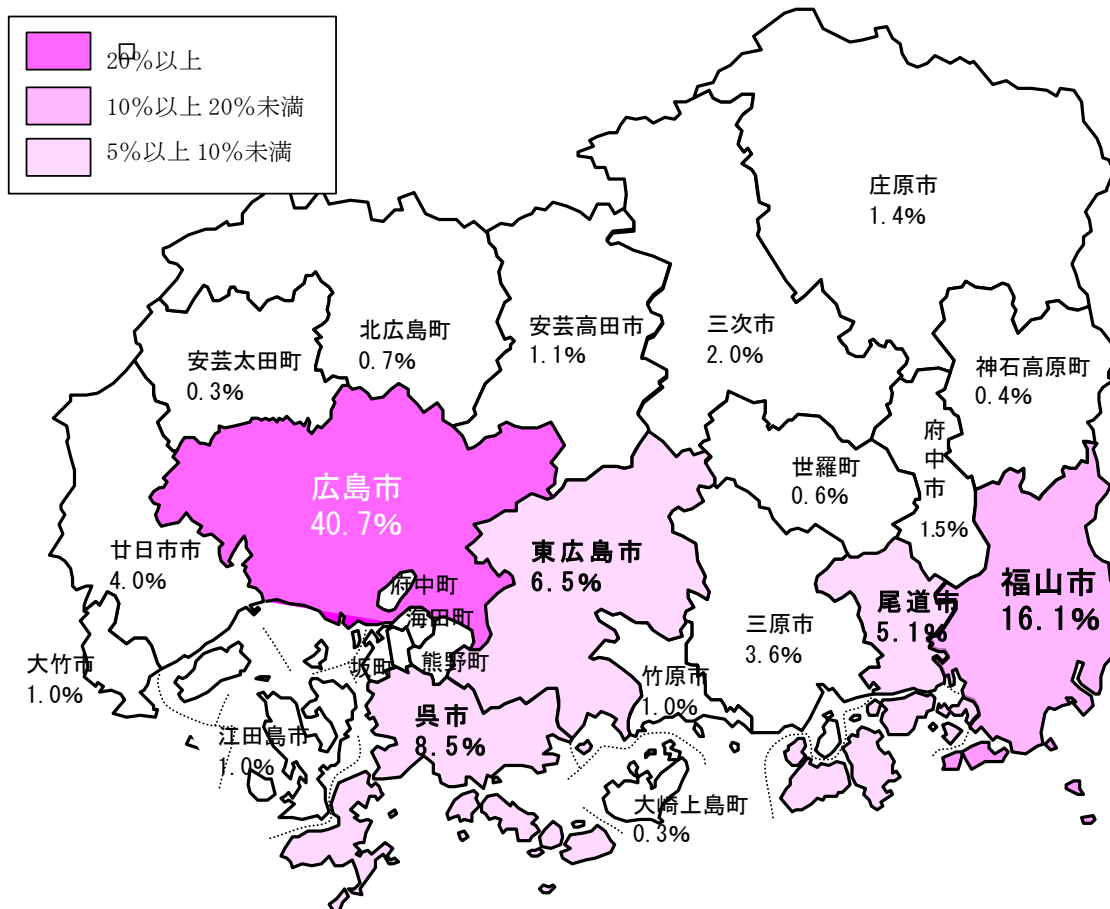 20%以上
10%以上 20%未満
5%以上 10%未満
庄原市
1.4%
北広島町
0.7%
安芸高田市
1.1%
三次市
2.0%
安芸太田町
0.3%
神石高原町
0.4%
府中市
1.5%
世羅町
0.6%
広島市
40.7%
廿日市市
4.0%
東広島市
6.5%
福山市
16.1%
尾道市
5.1%
府中町
海田町
三原市
3.6%
坂町
熊野町
大竹市
1.0%
竹原市
1.0%
呉市
8.5%
江田島市
1.0%
大崎上島町
0.3%